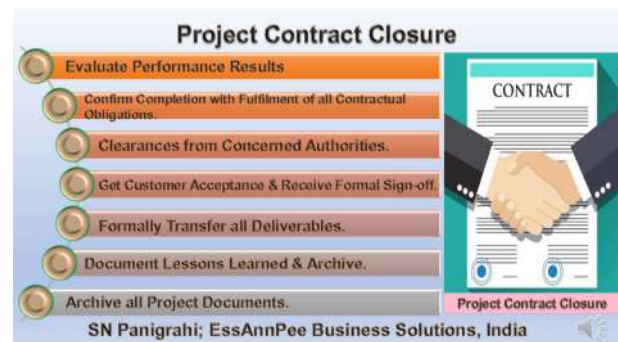 Project Contract Closure
Evaluate Performance Results
Confirm Completion with Fulfilment of all Contractual
Obligations.
Clearances from Concerned Authorities.
Get Customer Acceptance & Receive Formal Sign-off.
Formally Transfer all Deliverables.
Document Lessons Learned & Archive.
Archive all Project Documents.
CONTRACT
Project Contract Closure
SN Panigrahi; EssAnnPee Business Solutions, India